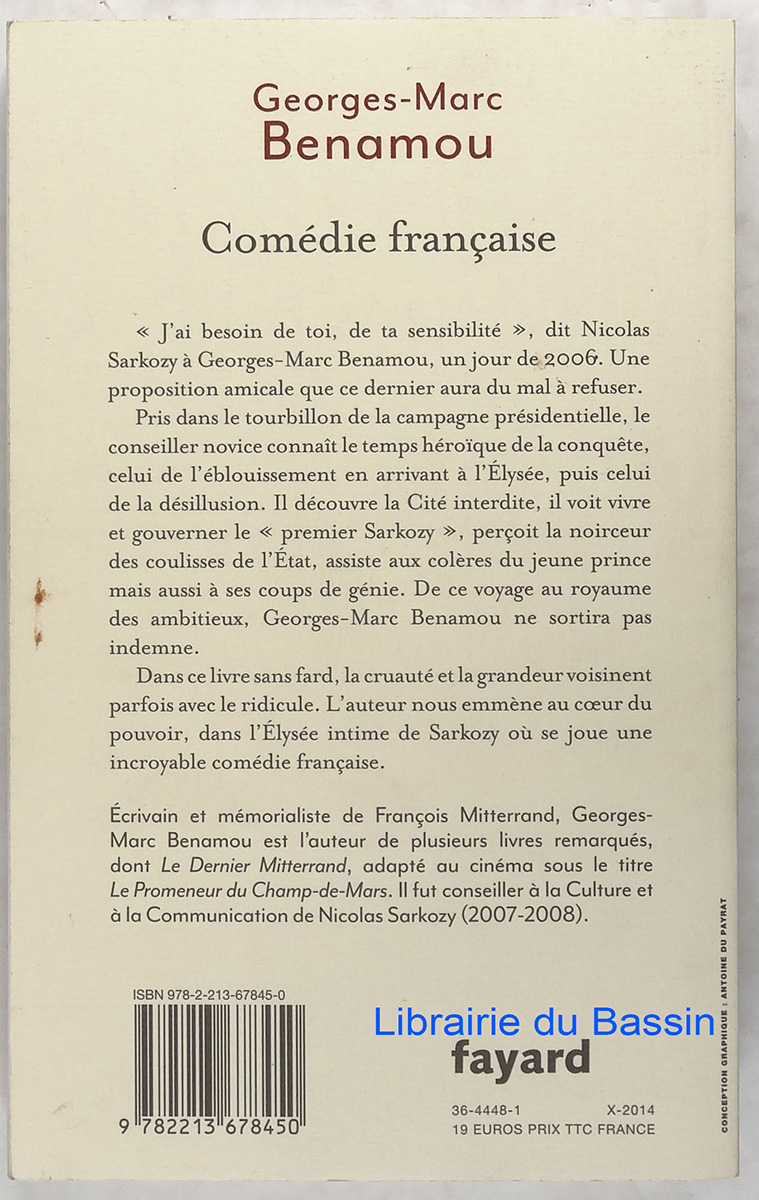 Georges-Marc
Benamou
Comédie française
« J'ai besoin de toi, de ta sensibilité », dit Nicolas
Sarkozy à Georges-Marc Benamou, un jour de 2006. Une
proposition amicale que ce dernier aura du mal à refuser.
Pris dans le tourbillon de la campagne présidentielle, le
conseiller novice connaît le temps héroïque de la conquête,
celui de l'éblouissement en arrivant à l'Élysée, puis celui
de la désillusion. Il découvre la Cité interdite, il voit vivre
et gouverner le « premier Sarkozy », perçoit la noirceur
des coulisses de l'État, assiste aux colères du jeune prince
mais aussi à ses coups de génie. De ce voyage au royaume
des ambitieux, Georges-Marc Benamou ne sortira pas
indemne.
Dans ce livre sans fard, la cruauté et la grandeur voisinent
parfois avec le ridicule. L'auteur nous emmène au cœur du
pouvoir, dans l'Élysée intime de Sarkozy où se joue une
incroyable comédie française.
Écrivain et mémorialiste de François Mitterrand, Georges-
Marc Benamou est l'auteur de plusieurs livres remarqués,
dont Le Dernier Mitterrand, adapté au cinéma sous le titre
Le Promeneur du Champ-de-Mars. Il fut conseiller à la Culture et
à la Communication de Nicolas Sarkozy (2007-2008).
ISBN 978-2-213-67845-0
9 782213 678450
Librairie du Bassin
fayard
36-4448-1 X-2014
19 EUROS PRIX TTC FRANCE
CONCEPTION GRAPHIQUE : ANTOINE DU PAYRAT